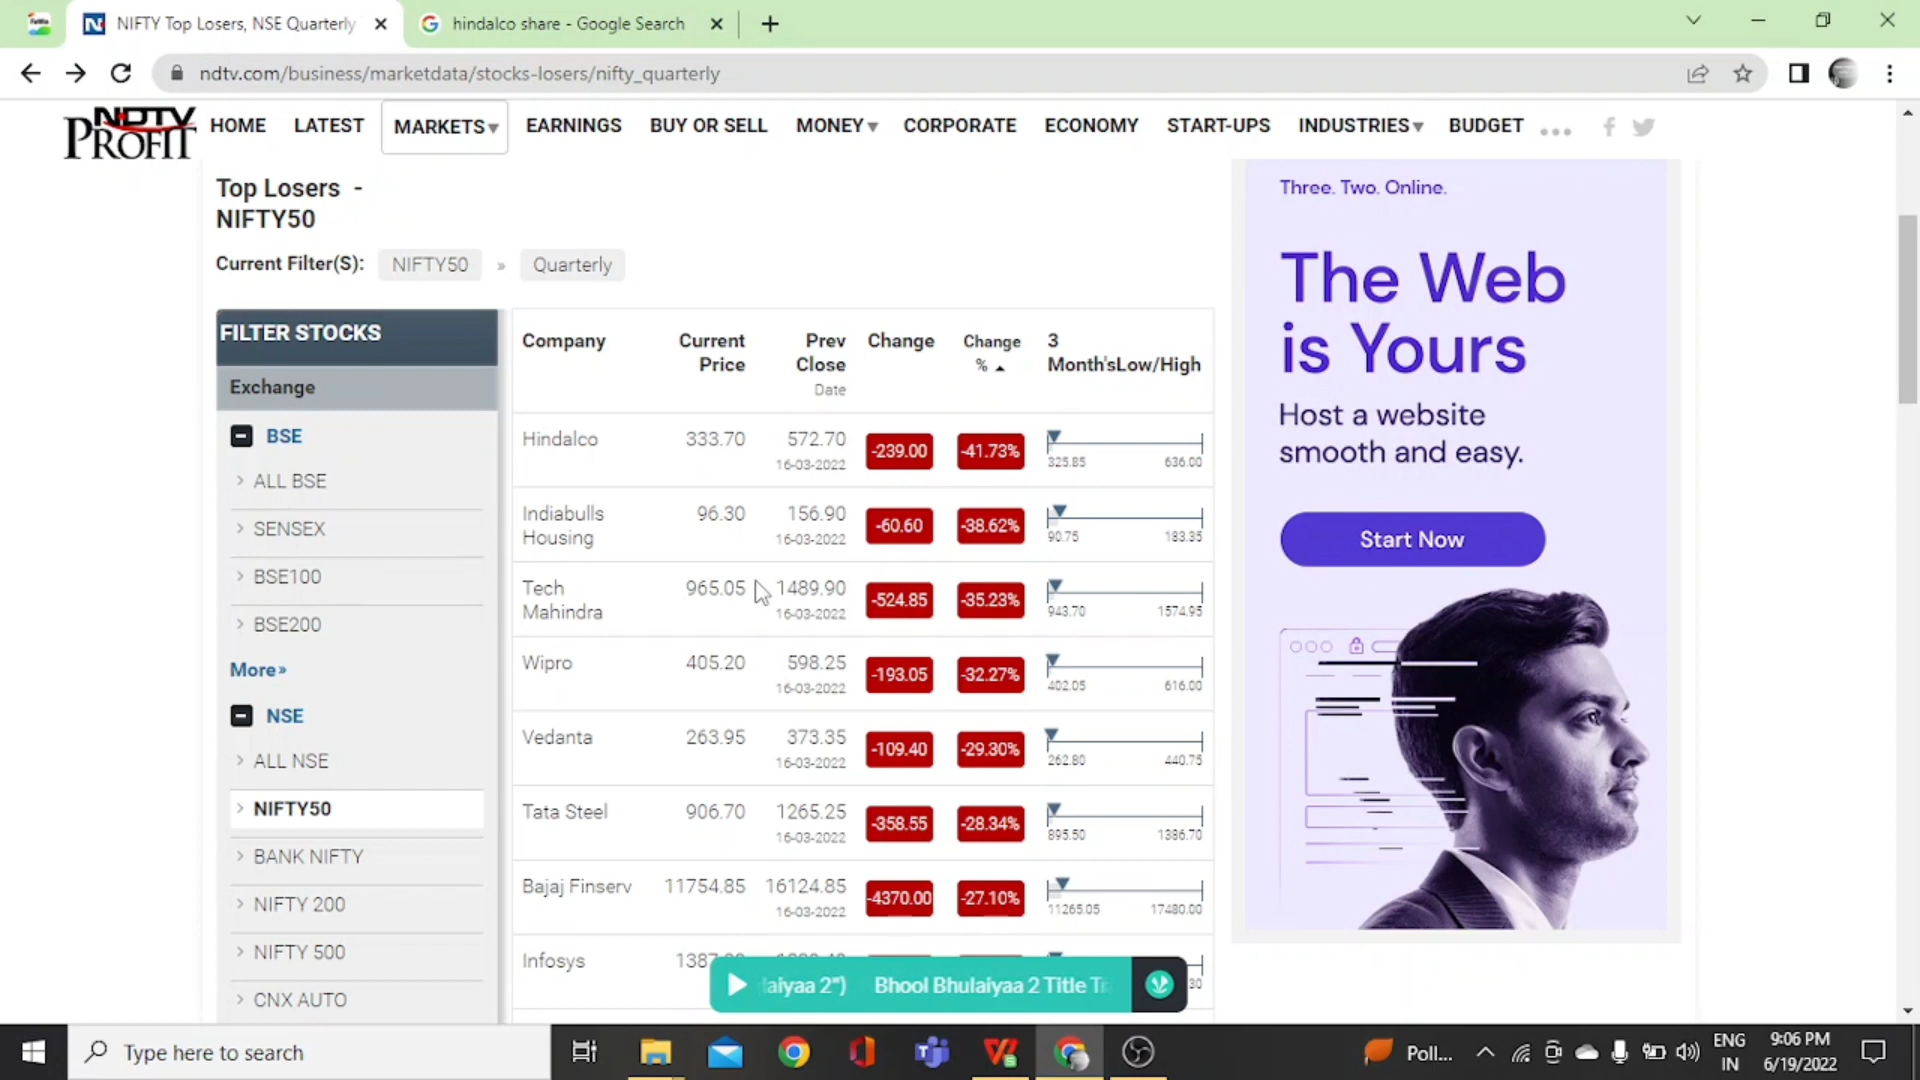 NIFTY Top Losers, NSE Quarterly
hindalco share - Google Search
ndtv.com/business/marketdata/stocks-losers/nifty_quarterly
NDTV
PROFIT
HOME LATEST MARKETS EARNINGS BUY OR SELL MONEY CORPORATE ECONOMY START-UPS INDUSTRIES BUDGET
Top Losers -
NIFTY50
Current Filter(S): NIFTY50 » Quarterly
FILTER STOCKS
Exchange
BSE
ALL BSE
SENSEX
BSE100
BSE200
More»
NSE
ALL NSE
NIFTY50
BANK NIFTY
NIFTY 200
NIFTY 500
CNX AUTO
Company Current Prev Change Change 3
Price Close % Month'sLow/High
Date
Hindalco 333.70 572.70 -239.00 -41.73%
16-03-2022 325.85 636.00
Indiabulls 96.30 156.90 -60.60 -38.62%
Housing 16-03-2022 90.75 183.35
Tech 965.05 1489.90 -524.85 -35.23%
Mahindra 16-03-2022 943.70 1574.95
Wipro 405.20 598.25 -193.05 -32.27%
16-03-2022 402.05 616.00
Vedanta 263.95 373.35 -109.40 -29.30%
16-03-2022 262.80 440.75
Tata Steel 906.70 1265.25 -358.55 -28.34%
16-03-2022 895.50 1386.70
Bajaj Finserv 11754.85 16124.85 -4370.00 -27.10%
16-03-2022 11265.05 17480.00
Infosys
laiyaa 2") Bhool Bhulaiyaa 2 Title
Three. Two. Online.
The Web
is Yours
Host a website
smooth and easy.
Start Now
Type here to search
Poll...
ENG
IN
9:06 PM
6/19/2022